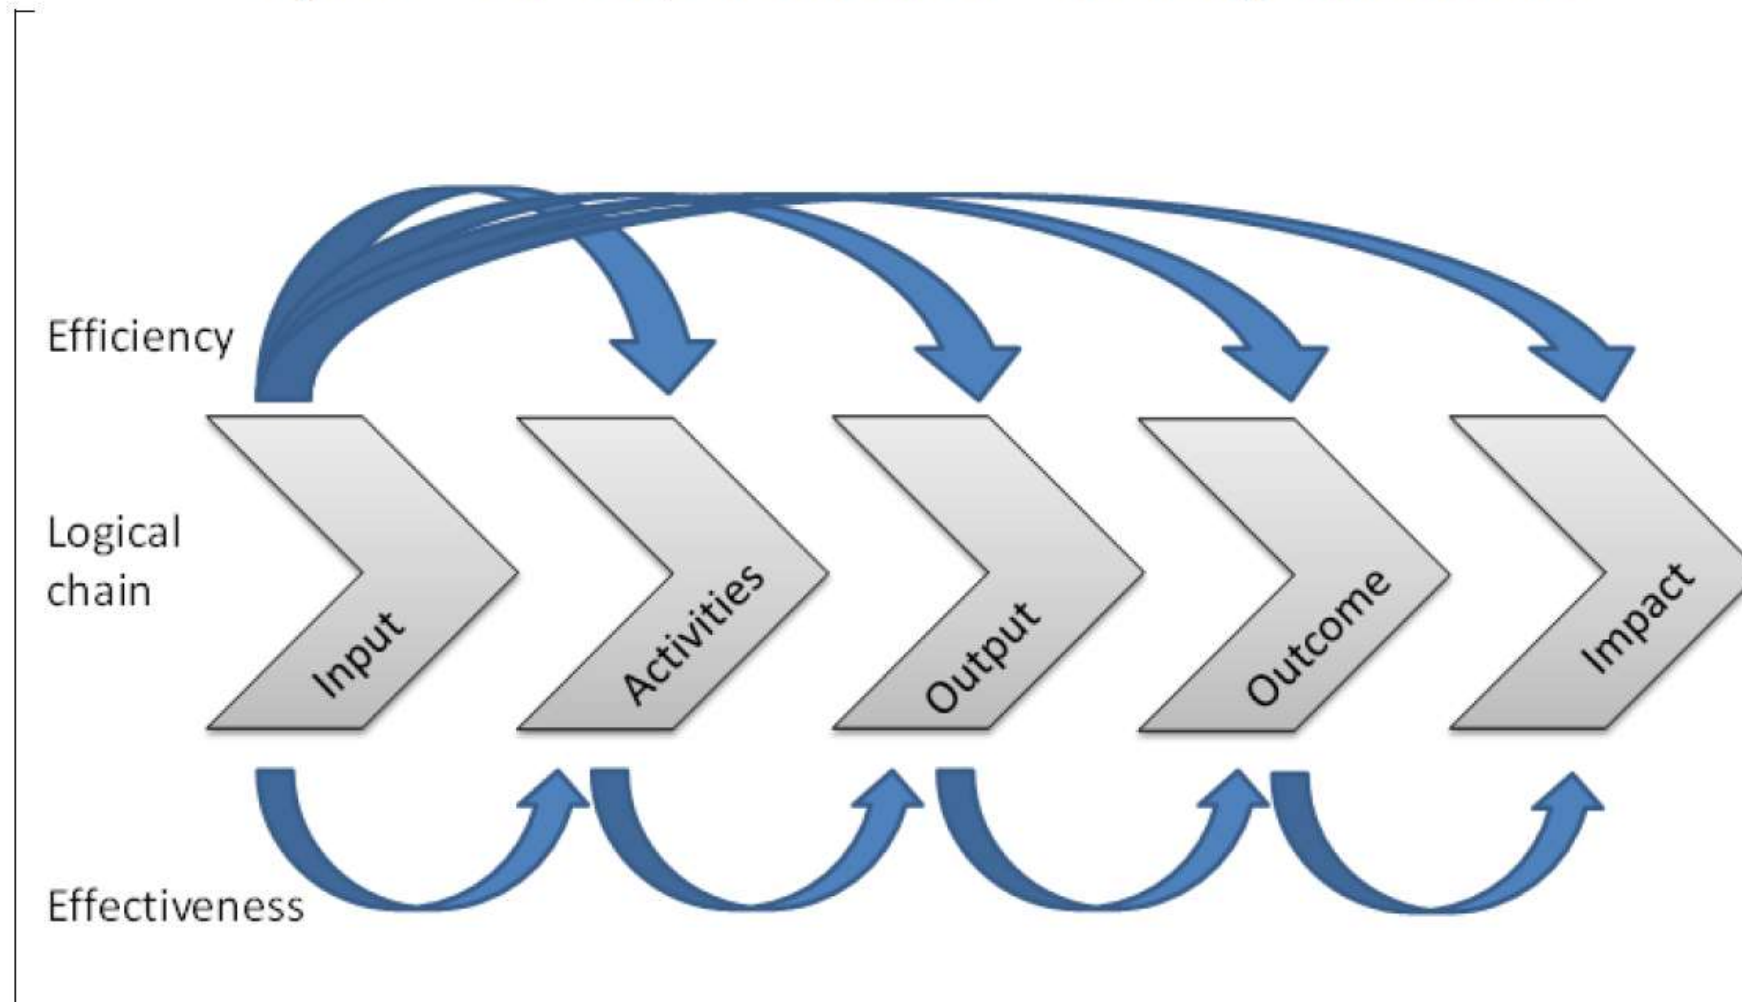 Efficiency
Logical
chain
Input
Activities
Output
Outcome
Impact
Effectiveness